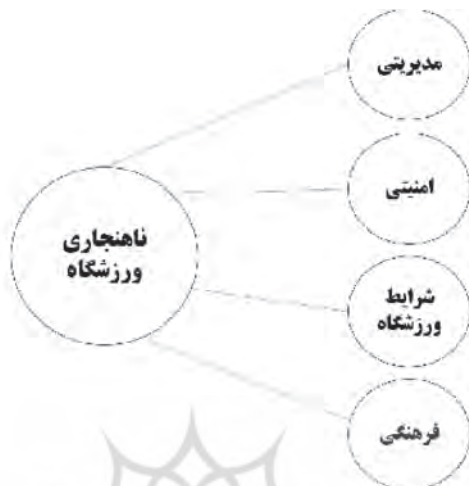 مدیریتی
امنیتی
ناهنجاری
ورزشگاه
شرایط
ورزشگاه
فرهنگی